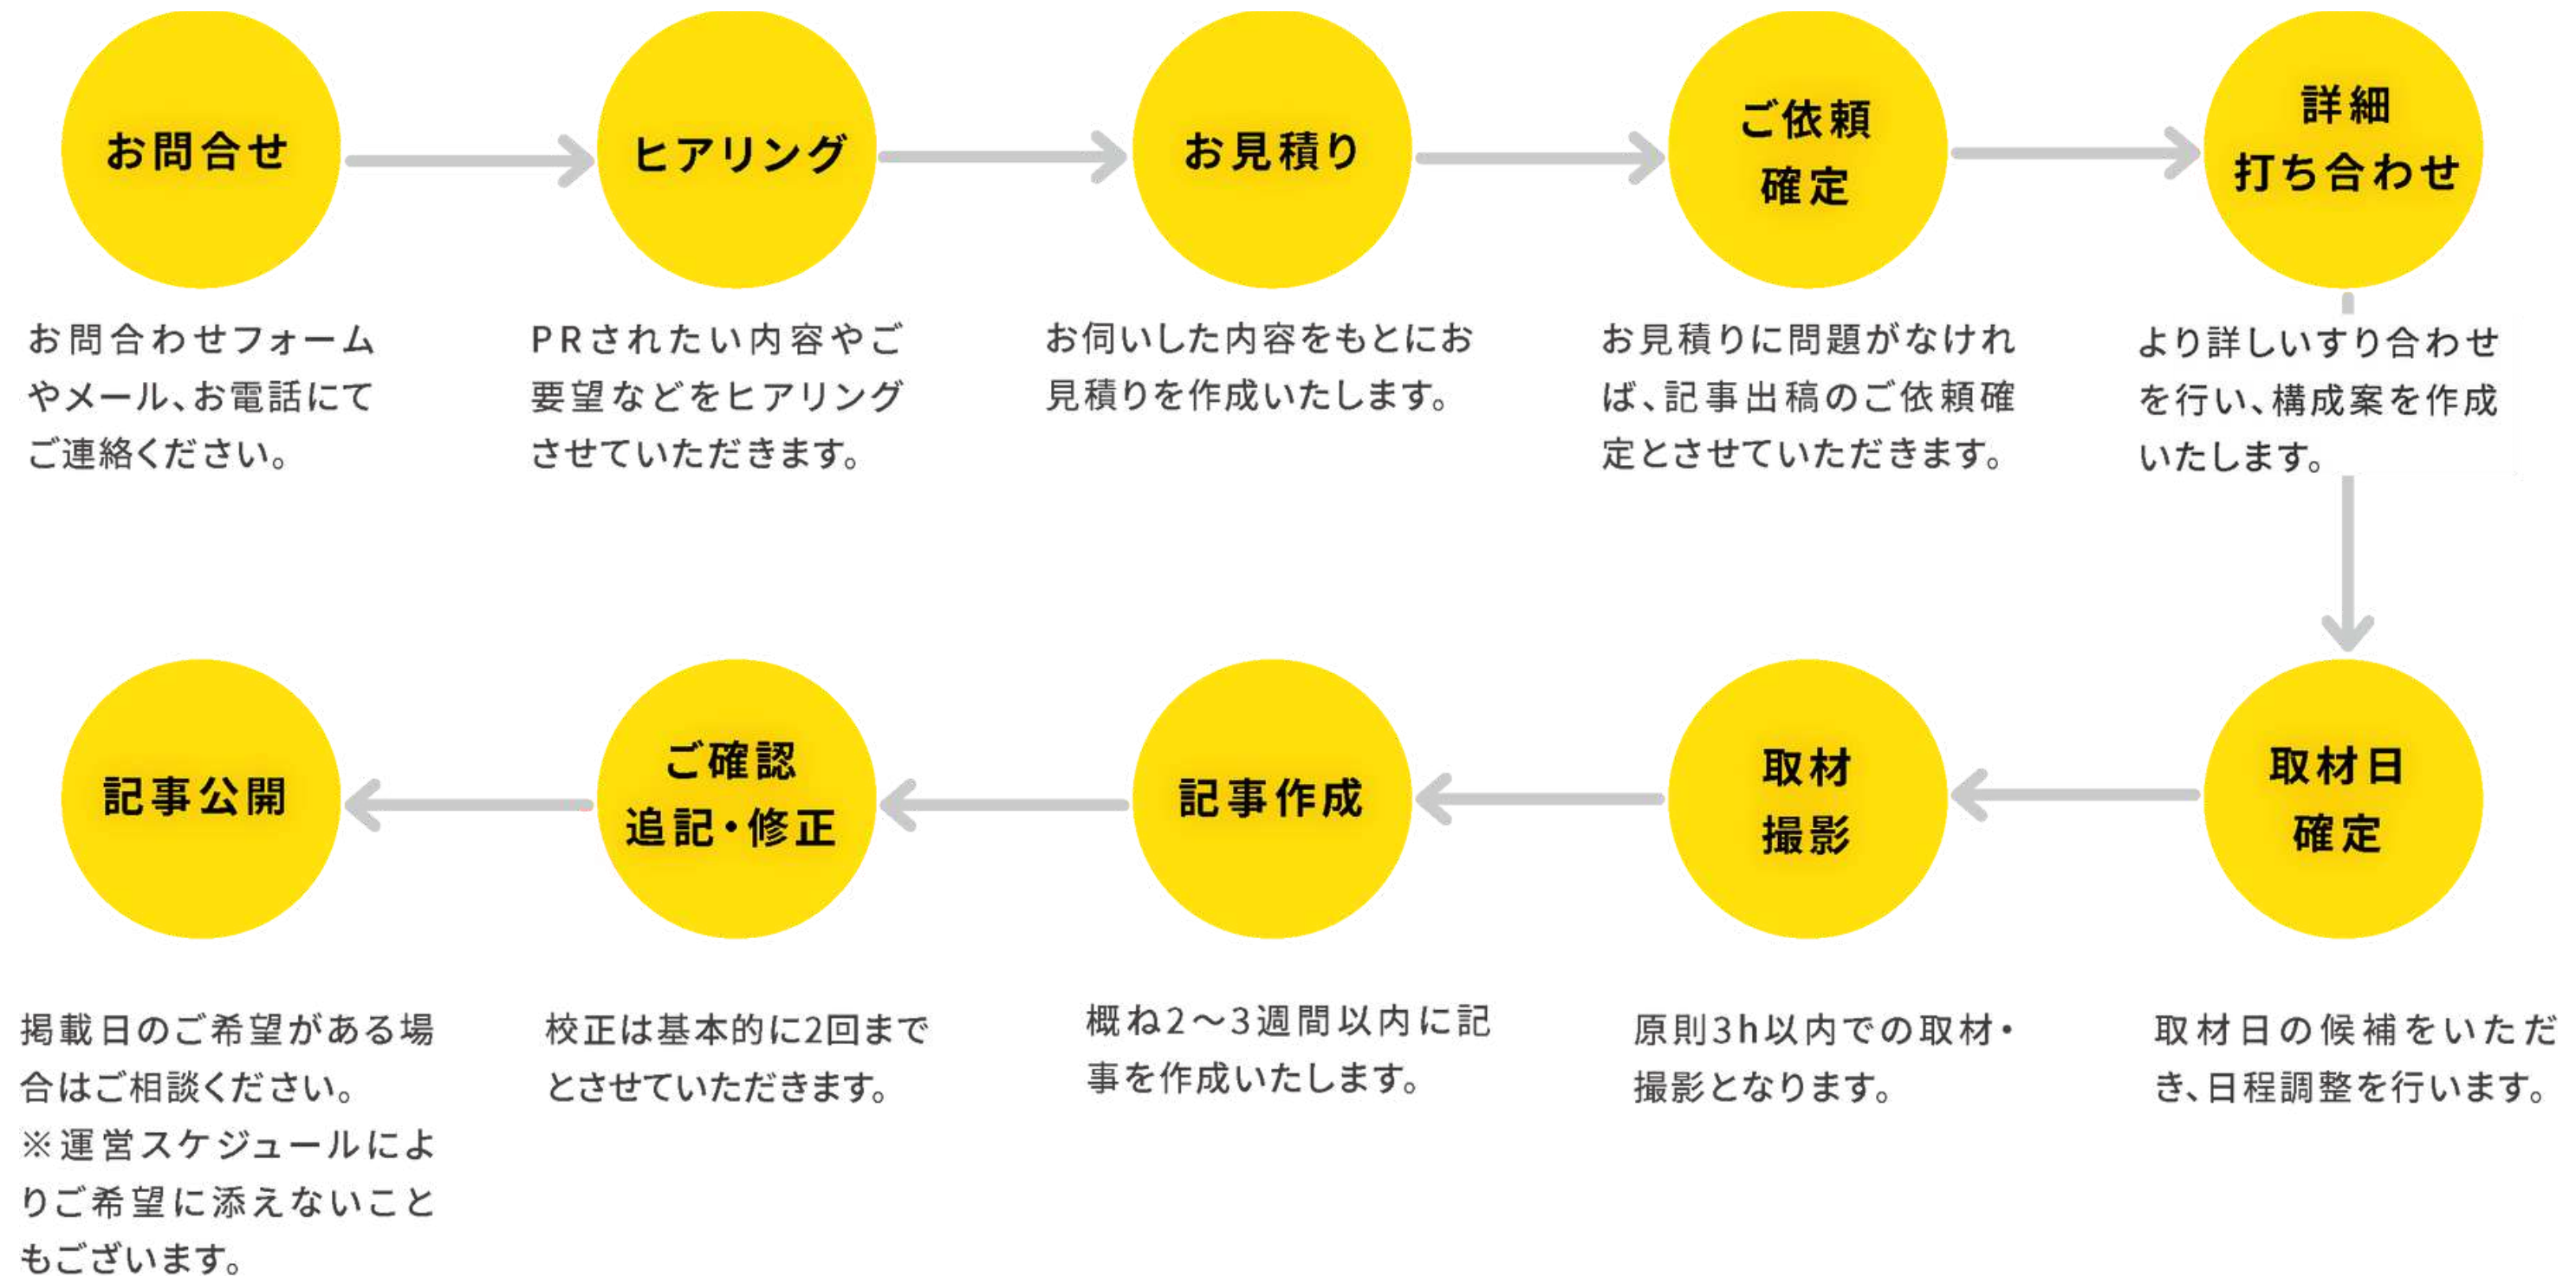 お問合せ
お問合わせフォーム
やメール、お電話にて
ご連絡ください。
ヒアリング
PRされたい内容やご
要望などをヒアリング
させていただきます。
お見積り
お伺いした内容をもとにお
見積りを作成いたします。
ご依頼
確定
お見積りに問題がなけれ
ば、記事出稿のご依頼確
定とさせていただきます。
詳細
打ち合わせ
より詳しいすり合わせ
を行い、構成案を作成
いたします。
取材日
確定
取材日の候補をいただ
き、日程調整を行います。
取材
撮影
原則3h以内での取材・
撮影となります。
記事作成
概ね2〜3週間以内に記
事を作成いたします。
ご確認
追記・修正
校正は基本的に2回まで
とさせていただきます。
記事公開
掲載日のご希望がある場
合はご相談ください。
※運営スケジュールによ
りご希望に添えないこと
もございます。